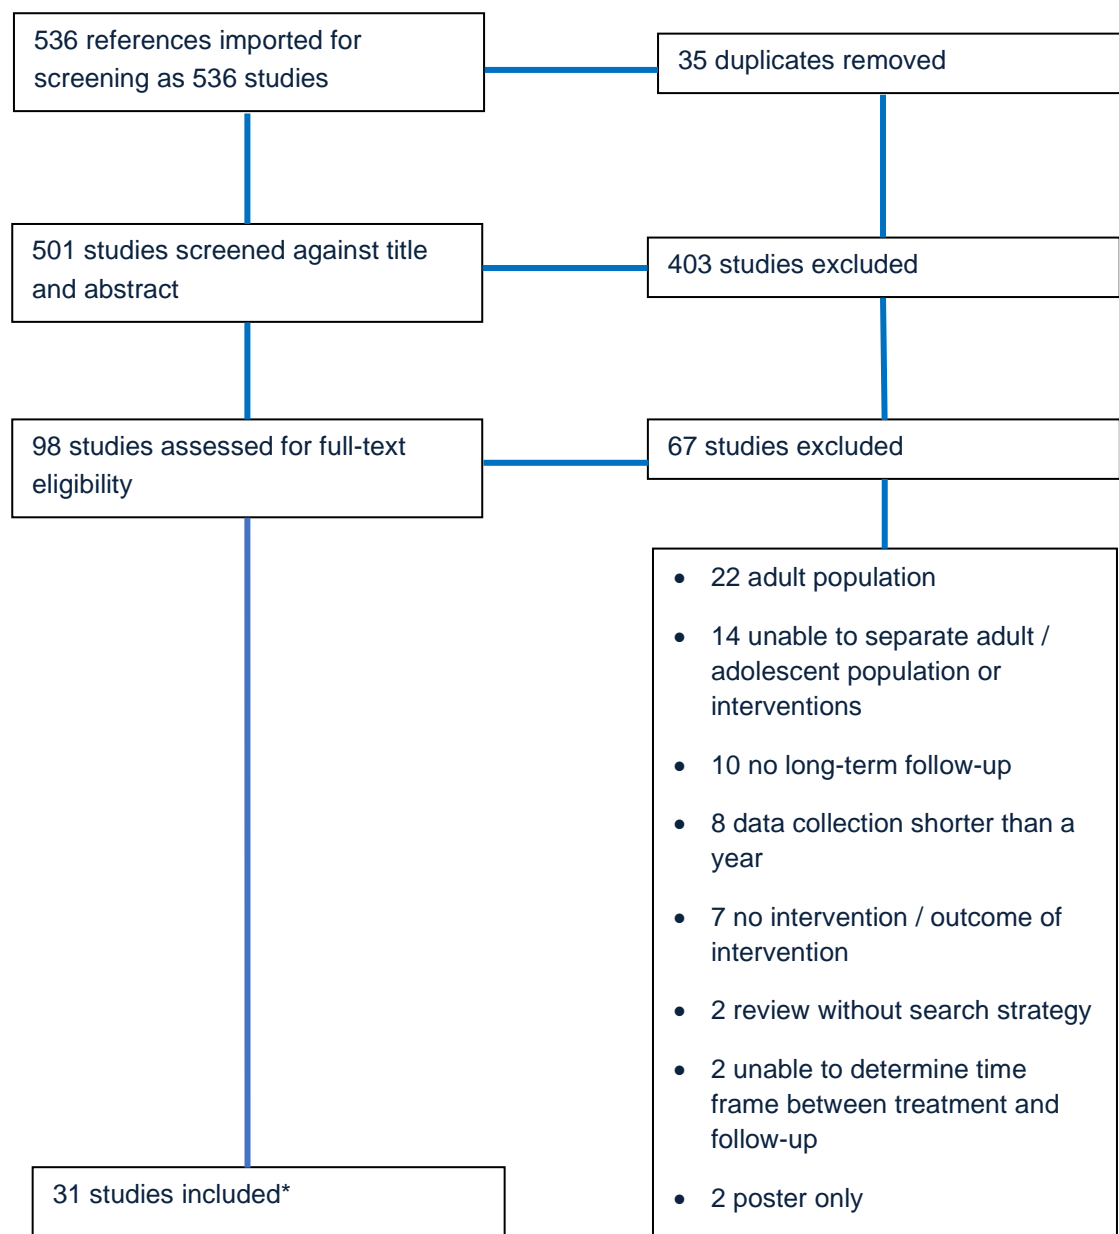 536 references imported for
screening as 536 studies
35 duplicates removed
501 studies screened against title
and abstract
403 studies excluded
98 studies assessed for full-text
eligibility
67 studies excluded
• 22 adult population
• 14 unable to separate adult /
adolescent population or
interventions
• 10 no long-term follow-up
• 8 data collection shorter than a
year
• 7 no intervention / outcome of
intervention
• 2 review without search strategy
• 2 unable to determine time
frame between treatment and
follow-up
• 2 poster only
31 studies included*